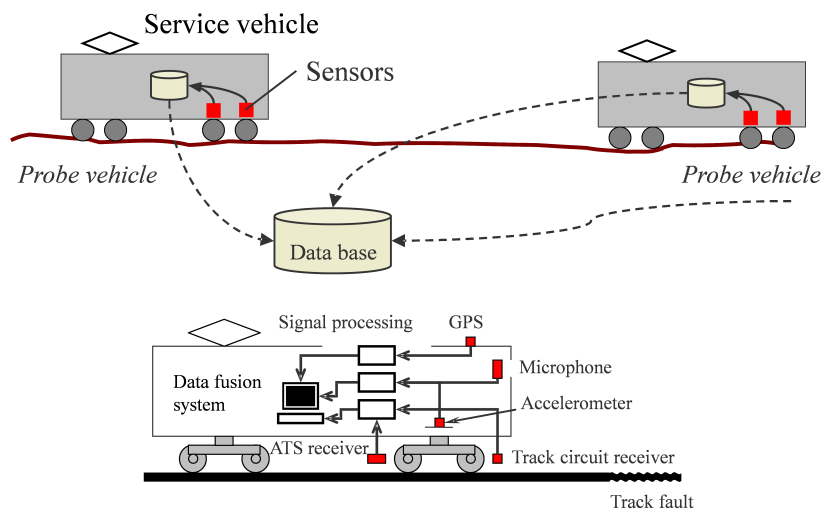 Service vehicle
Sensors
Probe vehicle
Probe vehicle
Data base
Signal processing
GPS
Microphone
Data fusion
system
Accelerometer
ATS receiver
Track circuit receiver
Track fault